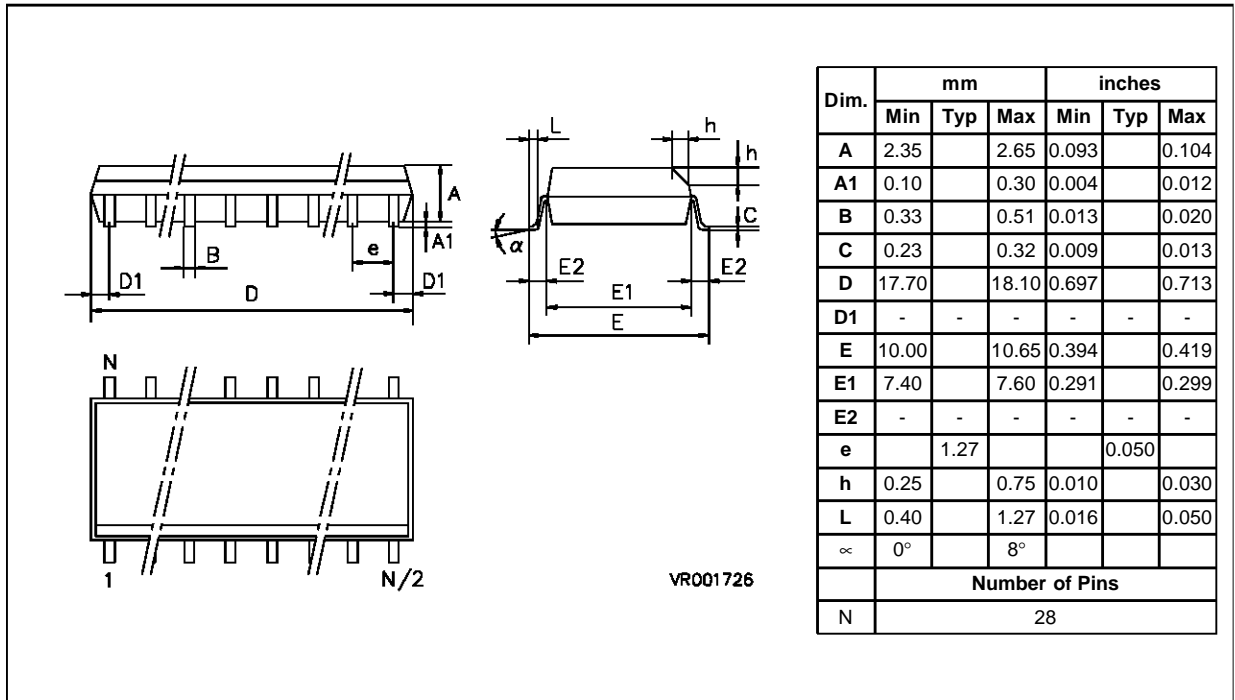 L
h
h
A
A1
C
α
B
e
D1
D1
D
E2
E2
E1
E
N
1
N/2
VR001726
Dim. mm inches
Min Typ Max Min Typ Max
A 2.35 2.65 0.093 0.104
A1 0.10 0.30 0.004 0.012
B 0.33 0.51 0.013 0.020
C 0.23 0.32 0.009 0.013
D 17.70 18.10 0.697 0.713
D1 - - - - - -
E 10.00 10.65 0.394 0.419
E1 7.40 7.60 0.291 0.299
E2 - - - - - -
e 1.27 0.050
h 0.25 0.75 0.010 0.030
L 0.40 1.27 0.016 0.050
∝ 0° 8°
Number of Pins
N 28